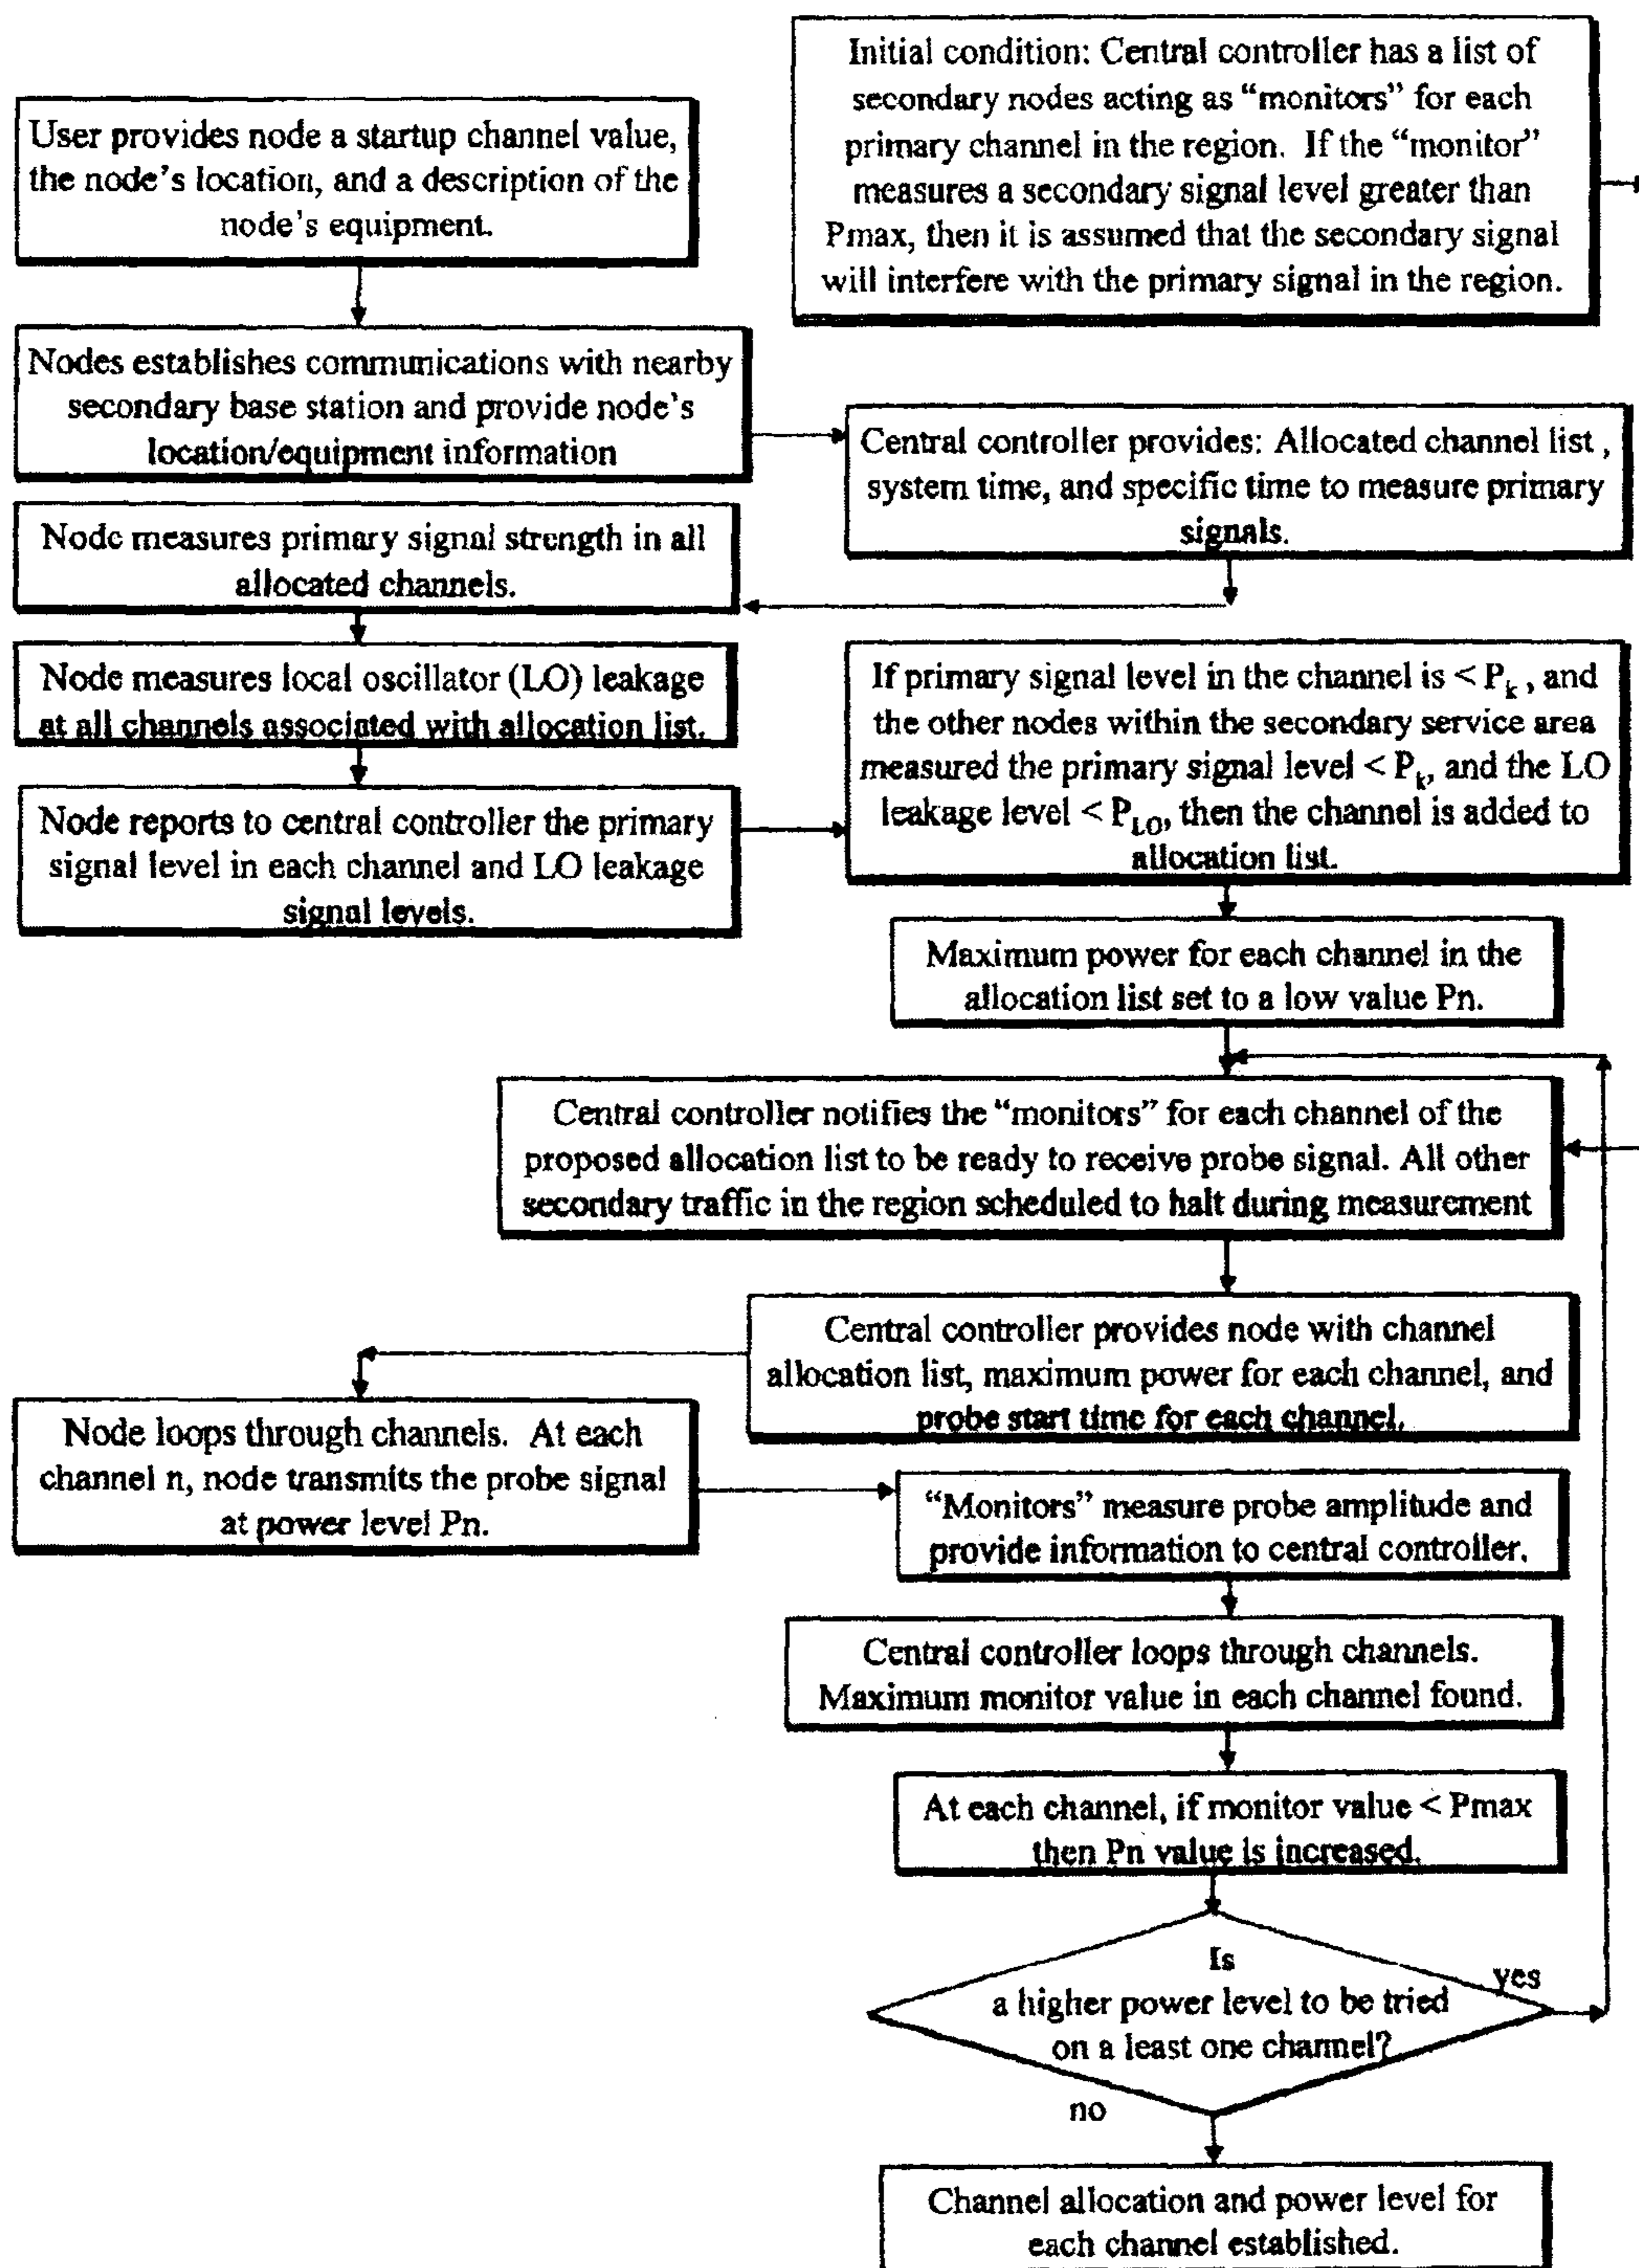 User provides node a startup channel value,
the node's location, and a description of the
node's equipment.
Initial condition: Central controller has a list of
secondary nodes acting as “monitors” for each
primary channel in the region. If the “monitor”
measures a secondary signal level greater than
Pmax, then it is assumed that the secondary signal
will interfere with the primary signal in the region.
Nodes establishes communications with nearby
secondary base station and provide node's
location/equipment information
Central controller provides: Allocated channel list ,
system time, and specific time to measure primary
signals.
Node measures primary signal strength in all
allocated channels.
Node measures local oscillator (LO) leakage
at all channels associated with allocation list.
Node reports to central controller the primary
signal level in each channel and LO leakage
signal levels.
If primary signal level in the channel is < Pk , and
the other nodes within the secondary service area
measured the primary signal level < Pk, and the LO
leakage level < PLO, then the channel is added to
allocation list.
Maximum power for each channel in the
allocation list set to a low value Pn.
Central controller notifies the “monitors” for each channel of the
proposed allocation list to be ready to receive probe signal. All other
secondary traffic in the region scheduled to halt during measurement
Central controller provides node with channel
allocation list, maximum power for each channel, and
probe start time for each channel.
Node loops through channels. At each
channel n, node transmits the probe signal
at power level Pn.
“Monitors” measure probe amplitude and
provide information to central controller.
Central controller loops through channels.
Maximum monitor value in each channel found.
At each channel, if monitor value < Pmax
then Pn value is increased.
Is
a higher power level to be tried
on a least one channel?
yes
no
Channel allocation and power level for
each channel established.